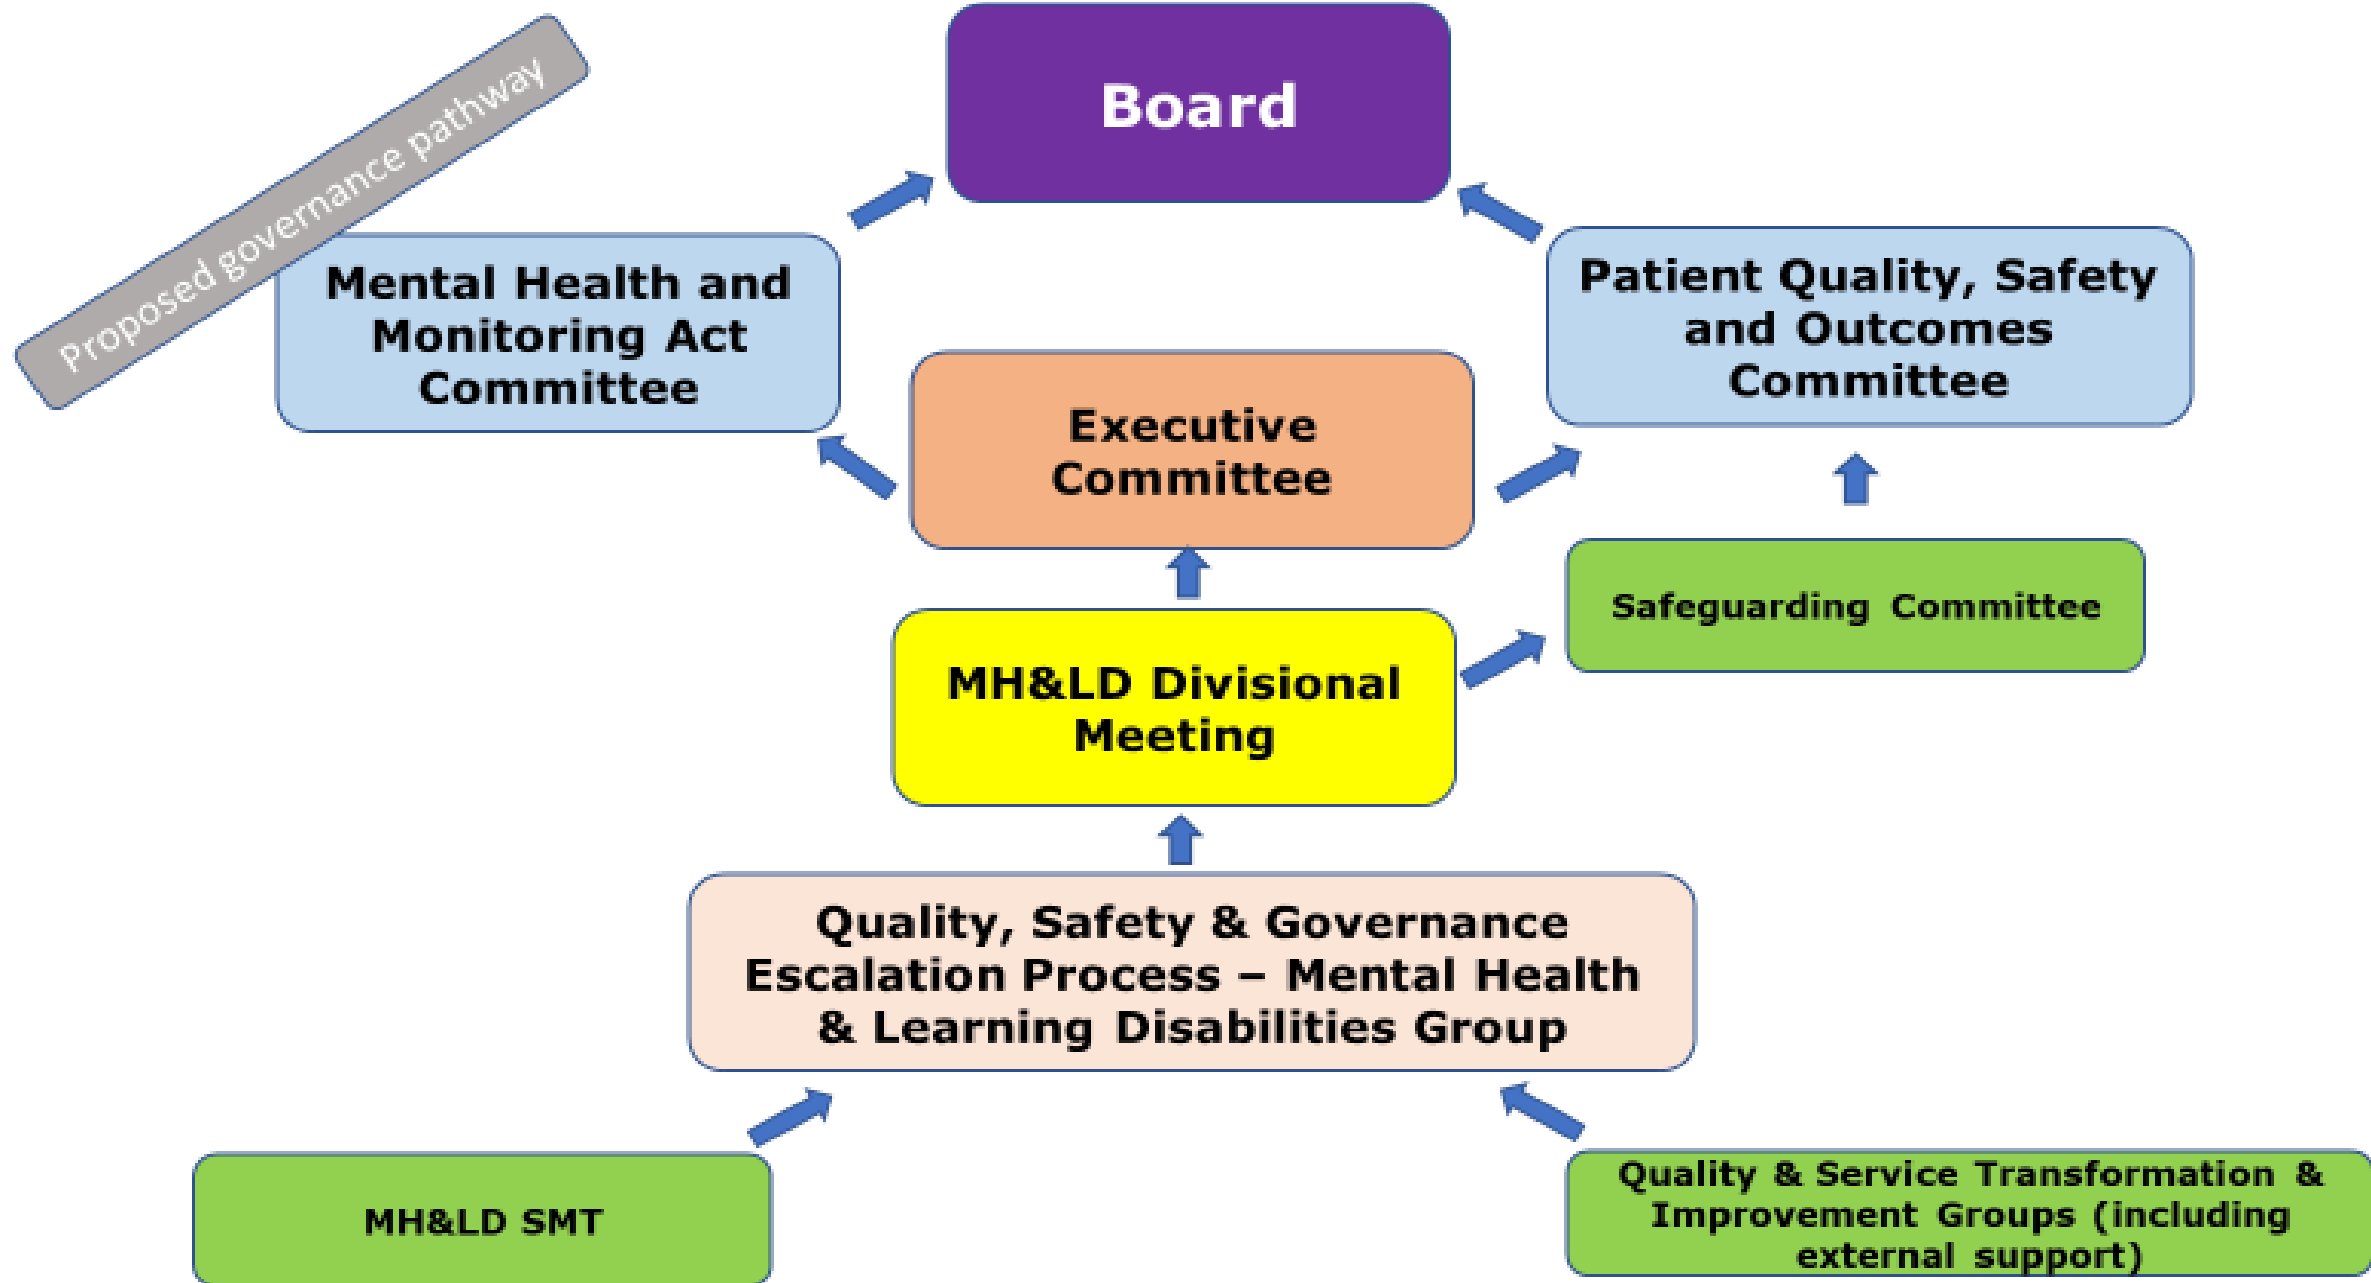 Proposed governance pathway
Board
Mental Health and
Monitoring Act
Committee
Patient Quality, Safety
and Outcomes
Committee
Executive
Committee
Safeguarding Committee
MH&LD Divisional
Meeting
Quality, Safety & Governance
Escalation Process – Mental Health
& Learning Disabilities Group
MH&LD SMT
Quality & Service Transformation &
Improvement Groups (including
external support)